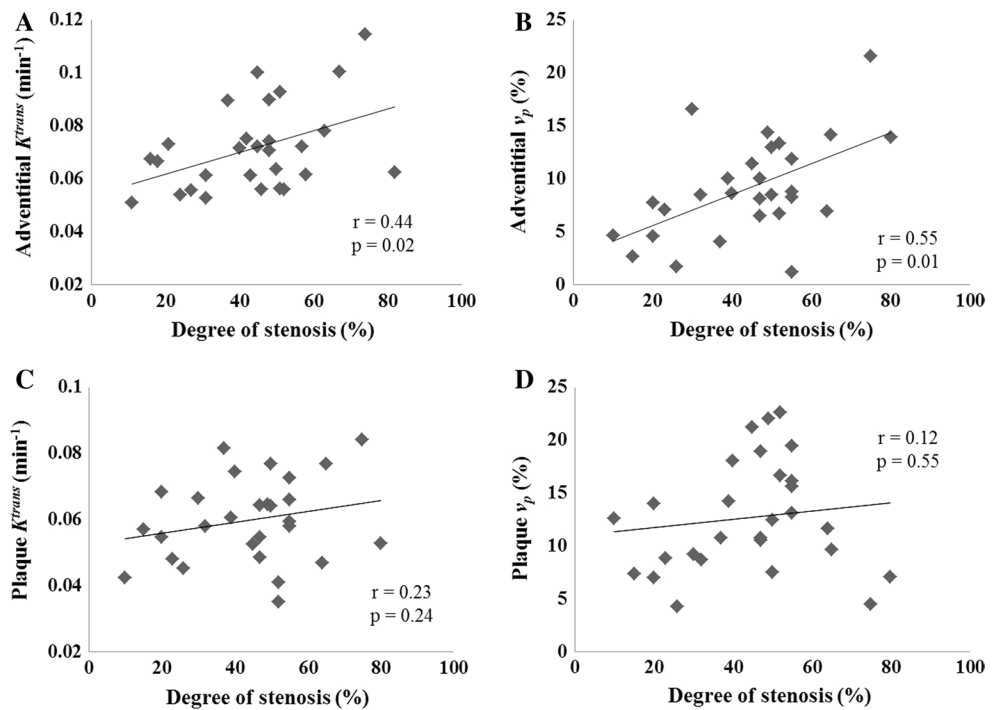 A
Adventitial Ktrans (min-1)
0.12
0.1
0.08
0.06
0.04
0.02
0 20 40 60 80 100
Degree of stenosis (%)
r = 0.44
p = 0.02
B
Adventitial vp (%)
25
20
15
10
5
0
0 20 40 60 80 100
Degree of stenosis (%)
r = 0.55
p = 0.01
C
Plaque Ktrans (min-1)
0.1
0.08
0.06
0.04
0.02
0 20 40 60 80 100
Degree of stenosis (%)
r = 0.23
p = 0.24
D
Plaque vp (%)
25
20
15
10
5
0
0 20 40 60 80 100
Degree of stenosis (%)
r = 0.12
p = 0.55